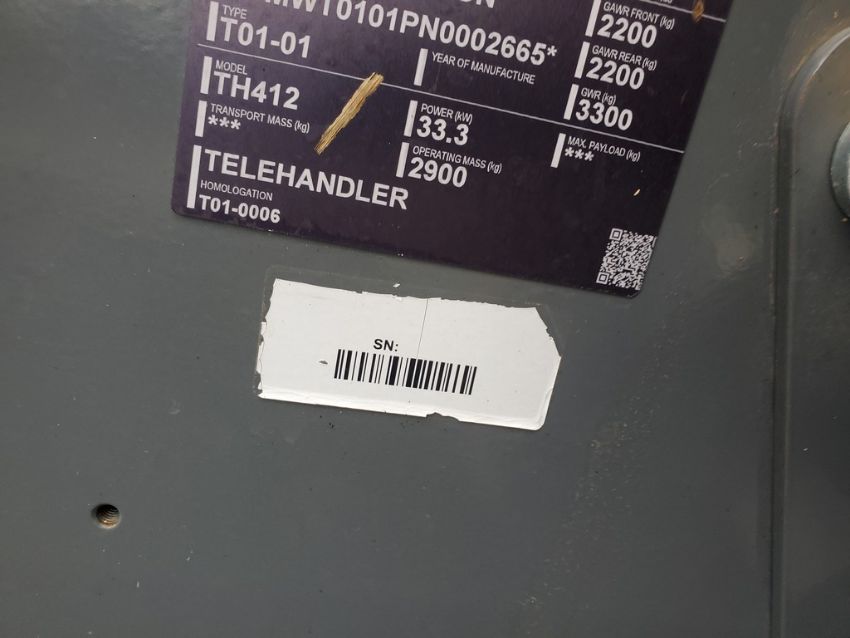 TYPE
T01-01
MWT0101PN0002665*
YEAR OF MANUFACTURE
GAWR FRONT (kg)
2200
GAWR REAR (kg)
2200
MODEL
TH412
GWR (kg)
3300
TRANSPORT MASS (kg)
***
POWER (kW)
33.3
MAX. PAYLOAD (kg)
***
OPERATING MASS (kg)
2900
TELEHANDLER
HOMOLOGATION
T01-0006
SN: